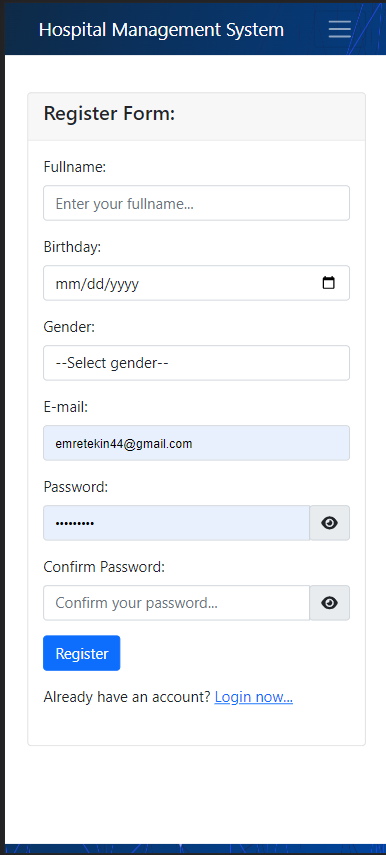 Hospital Management System
Register Form:
Fullname:
Enter your fullname...
Birthday:
mm/dd/yyyy
Gender:
--Select gender--
E-mail:
emretekin44@gmail.com
Password:
•••••••••
Confirm Password:
Confirm your password...
Register
Already have an account? Login now...